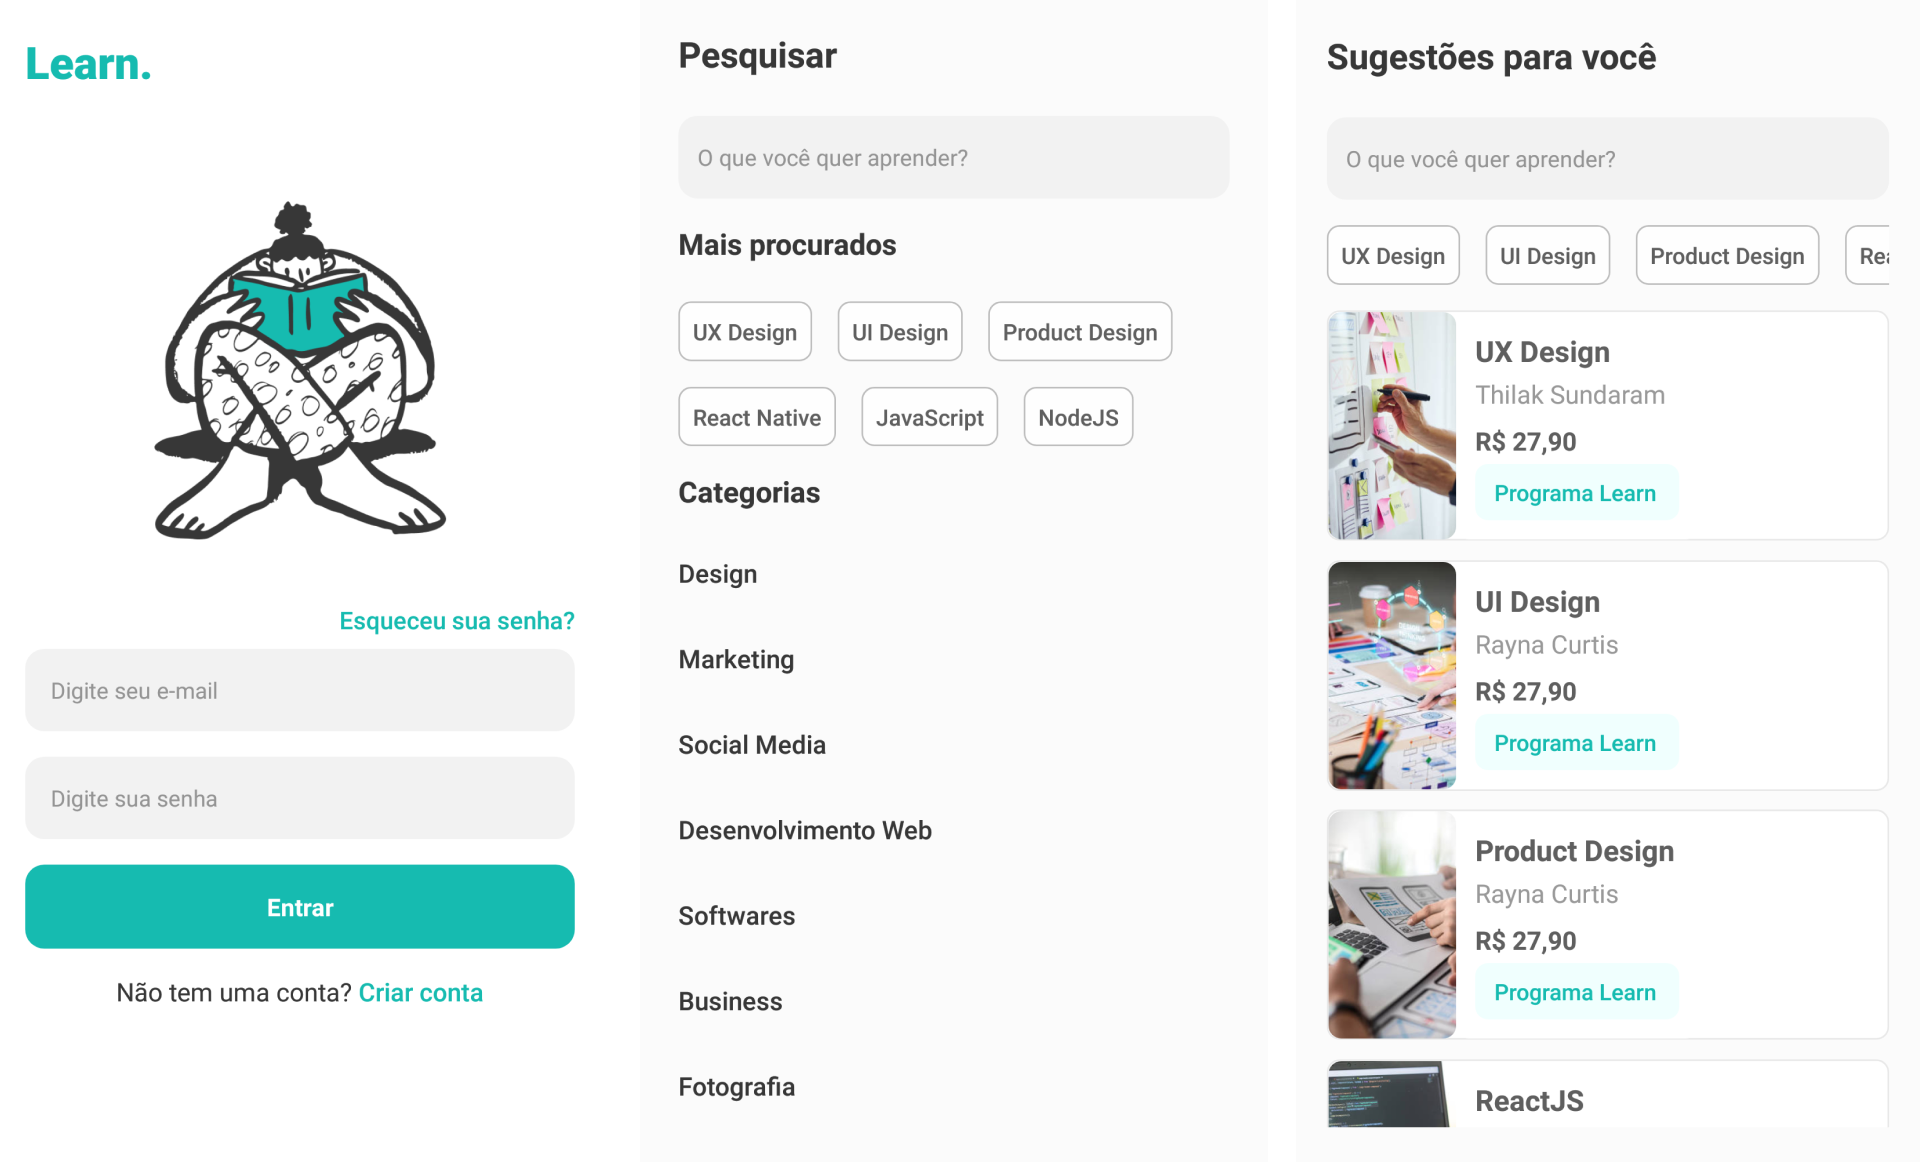 Learn.
Esqueceu sua senha?
Digite seu e-mail
Digite sua senha
Entrar
Não tem uma conta? Criar conta
Pesquisar
O que você quer aprender?
Mais procurados
UX Design
UI Design
Product Design
React Native
JavaScript
NodeJS
Categorias
Design
Marketing
Social Media
Desenvolvimento Web
Softwares
Business
Fotografia
Sugestões para você
O que você quer aprender?
UX Design
UI Design
Product Design
Rea
UX Design
Thilak Sundaram
R$ 27,90
Programa Learn
UI Design
Rayna Curtis
R$ 27,90
Programa Learn
Product Design
Rayna Curtis
R$ 27,90
Programa Learn
ReactJS